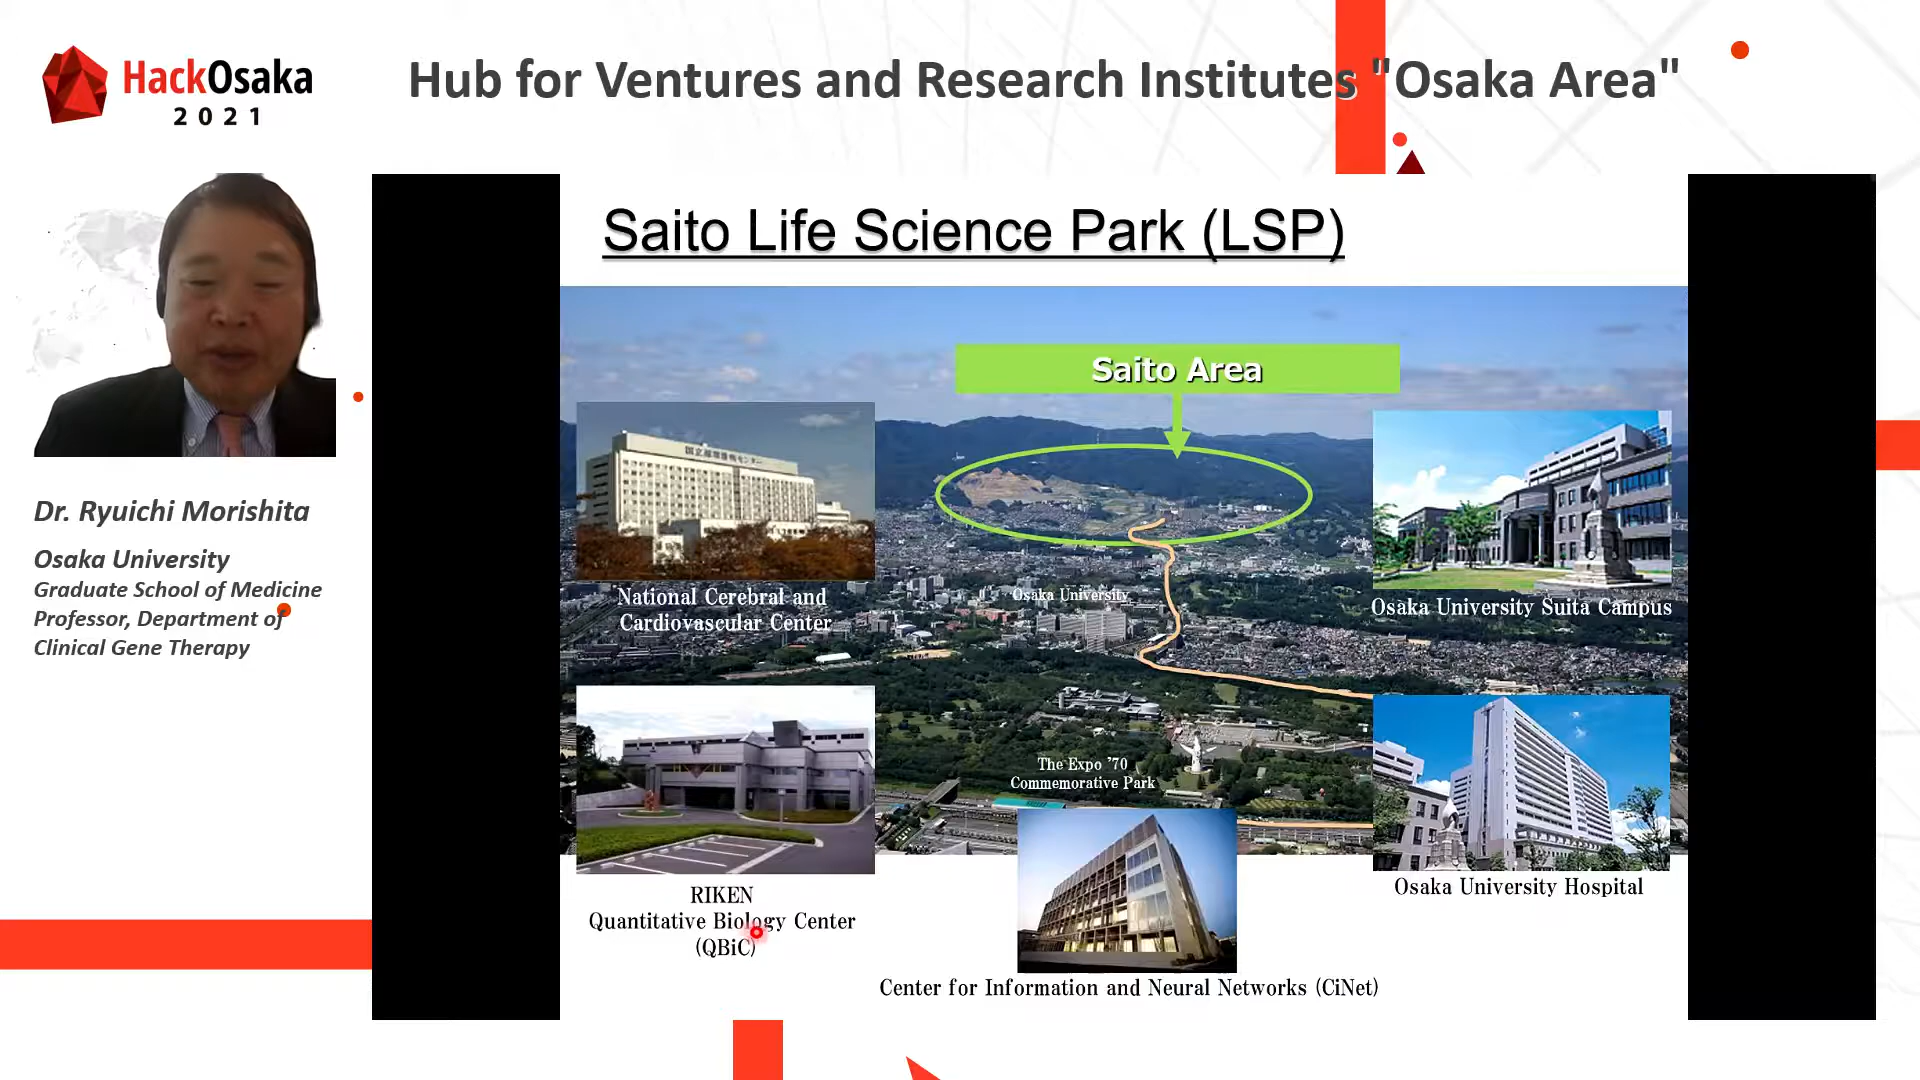 HackOsaka
2021
Hub for Ventures and Research Institutes "Osaka Area"
Dr. Ryuichi Morishita
Osaka University
Graduate School of Medicine
Professor, Department of
Clinical Gene Therapy
Saito Life Science Park (LSP)
Saito Area
National Cerebral and
Cardiovascular Center
Osaka University
Osaka University Suita Campus
The Expo '70
Commemorative Park
RIKEN
Quantitative Biology Center
(QBiC)
Osaka University Hospital
Center for Information and Neural Networks (CiNet)